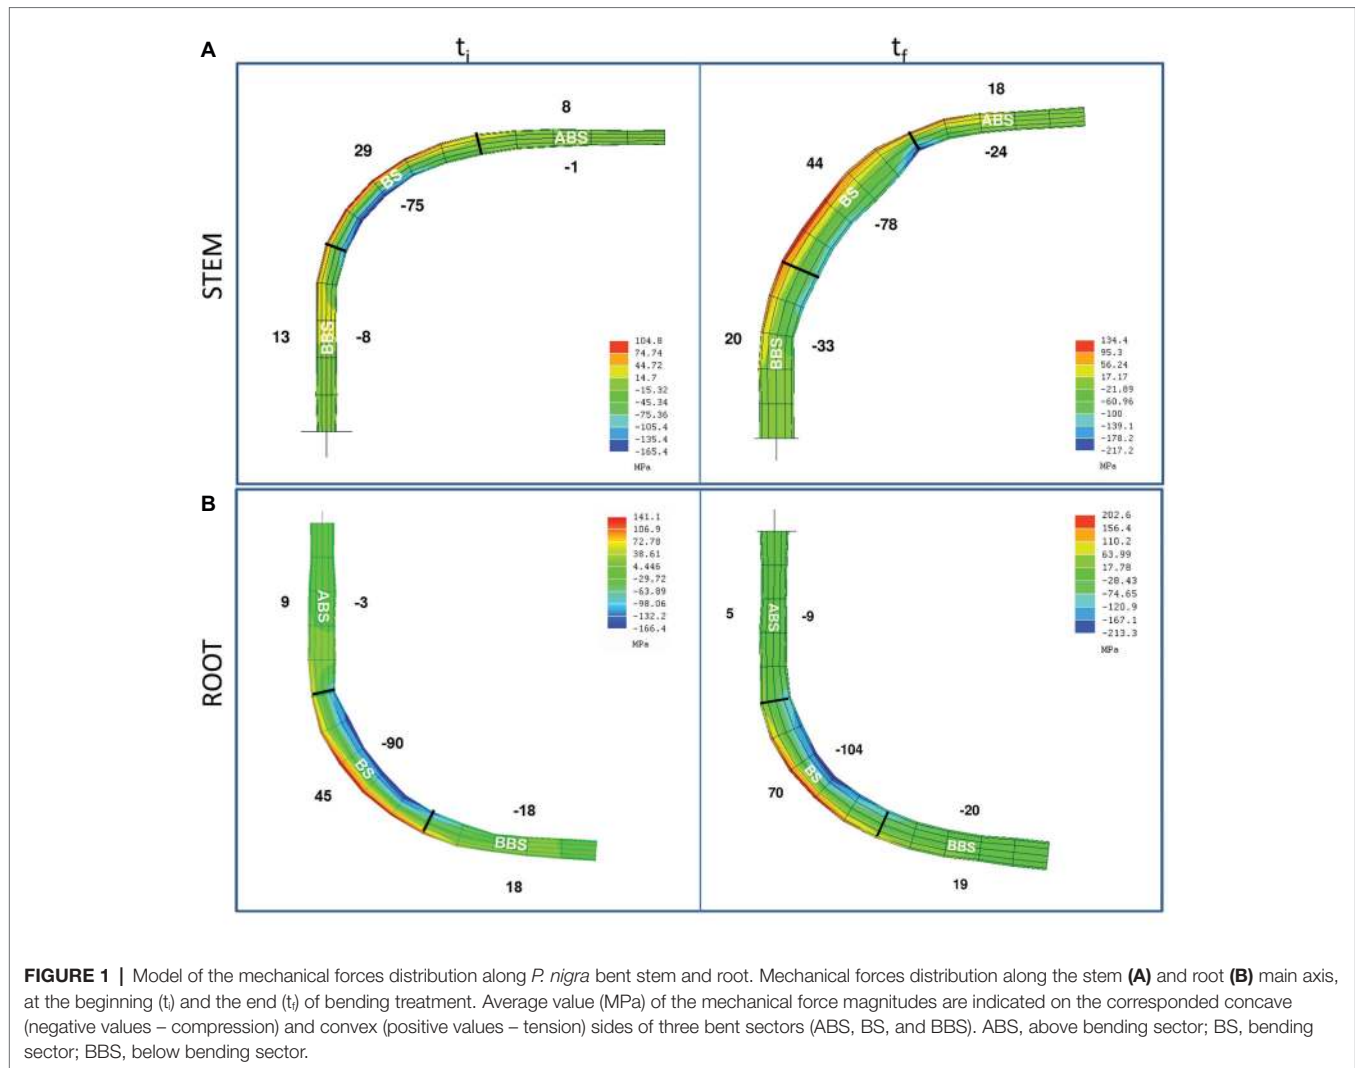 A
t_i
t_f
STEM
8
ABS
-1
29
BS
-75
13
BBS
-8
104.8
74.74
44.72
14.7
-15.32
-45.34
-75.36
-105.4
-135.4
-165.4
MPa
18
ABS
-24
44
BS
-78
20
BBS
-33
134.4
95.3
56.24
17.17
-21.89
-60.96
-100
-139.1
-178.2
-217.2
MPa
B
ROOT
9
ABS
-3
-90
BS
45
-18
BBS
18
141.1
106.9
72.78
38.61
4.446
-29.72
-63.89
-98.06
-132.2
-166.4
MPa
5
ABS
-9
-104
BS
70
-20
BBS
19
202.6
156.4
110.2
63.99
17.78
-28.43
-74.65
-120.9
-167.1
-213.3
MPa
FIGURE 1 | Model of the mechanical forces distribution along P. nigra bent stem and root. Mechanical forces distribution along the stem (A) and root (B) main axis,
at the beginning (ti) and the end (tf) of bending treatment. Average value (MPa) of the mechanical force magnitudes are indicated on the corresponded concave
(negative values – compression) and convex (positive values – tension) sides of three bent sectors (ABS, BS, and BBS). ABS, above bending sector; BS, bending
sector; BBS, below bending sector.